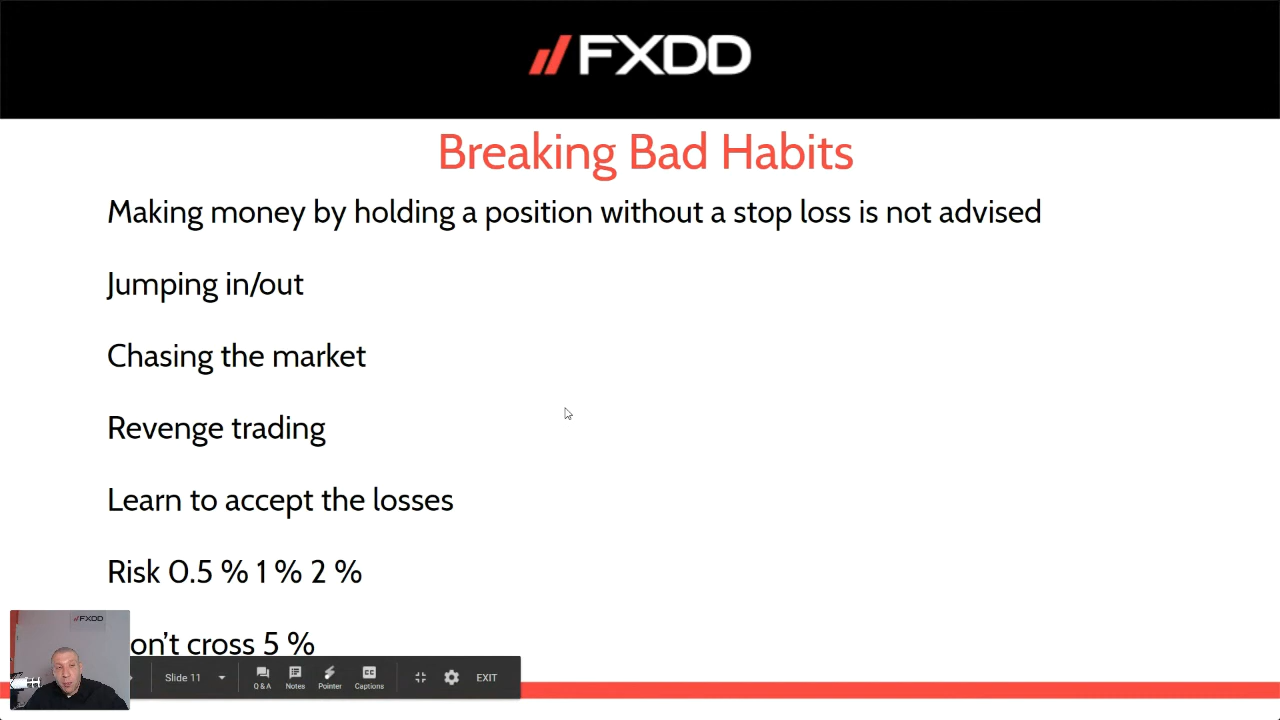 FXDD
Breaking Bad Habits
Making money by holding a position without a stop loss is not advised
Jumping in/out
Chasing the market
Revenge trading
Learn to accept the losses
Risk 0.5 % 1 % 2 %
on't cross 5 %
FXDD
Slide 11
Q & A
Notes
Pointer
Captions
EXIT